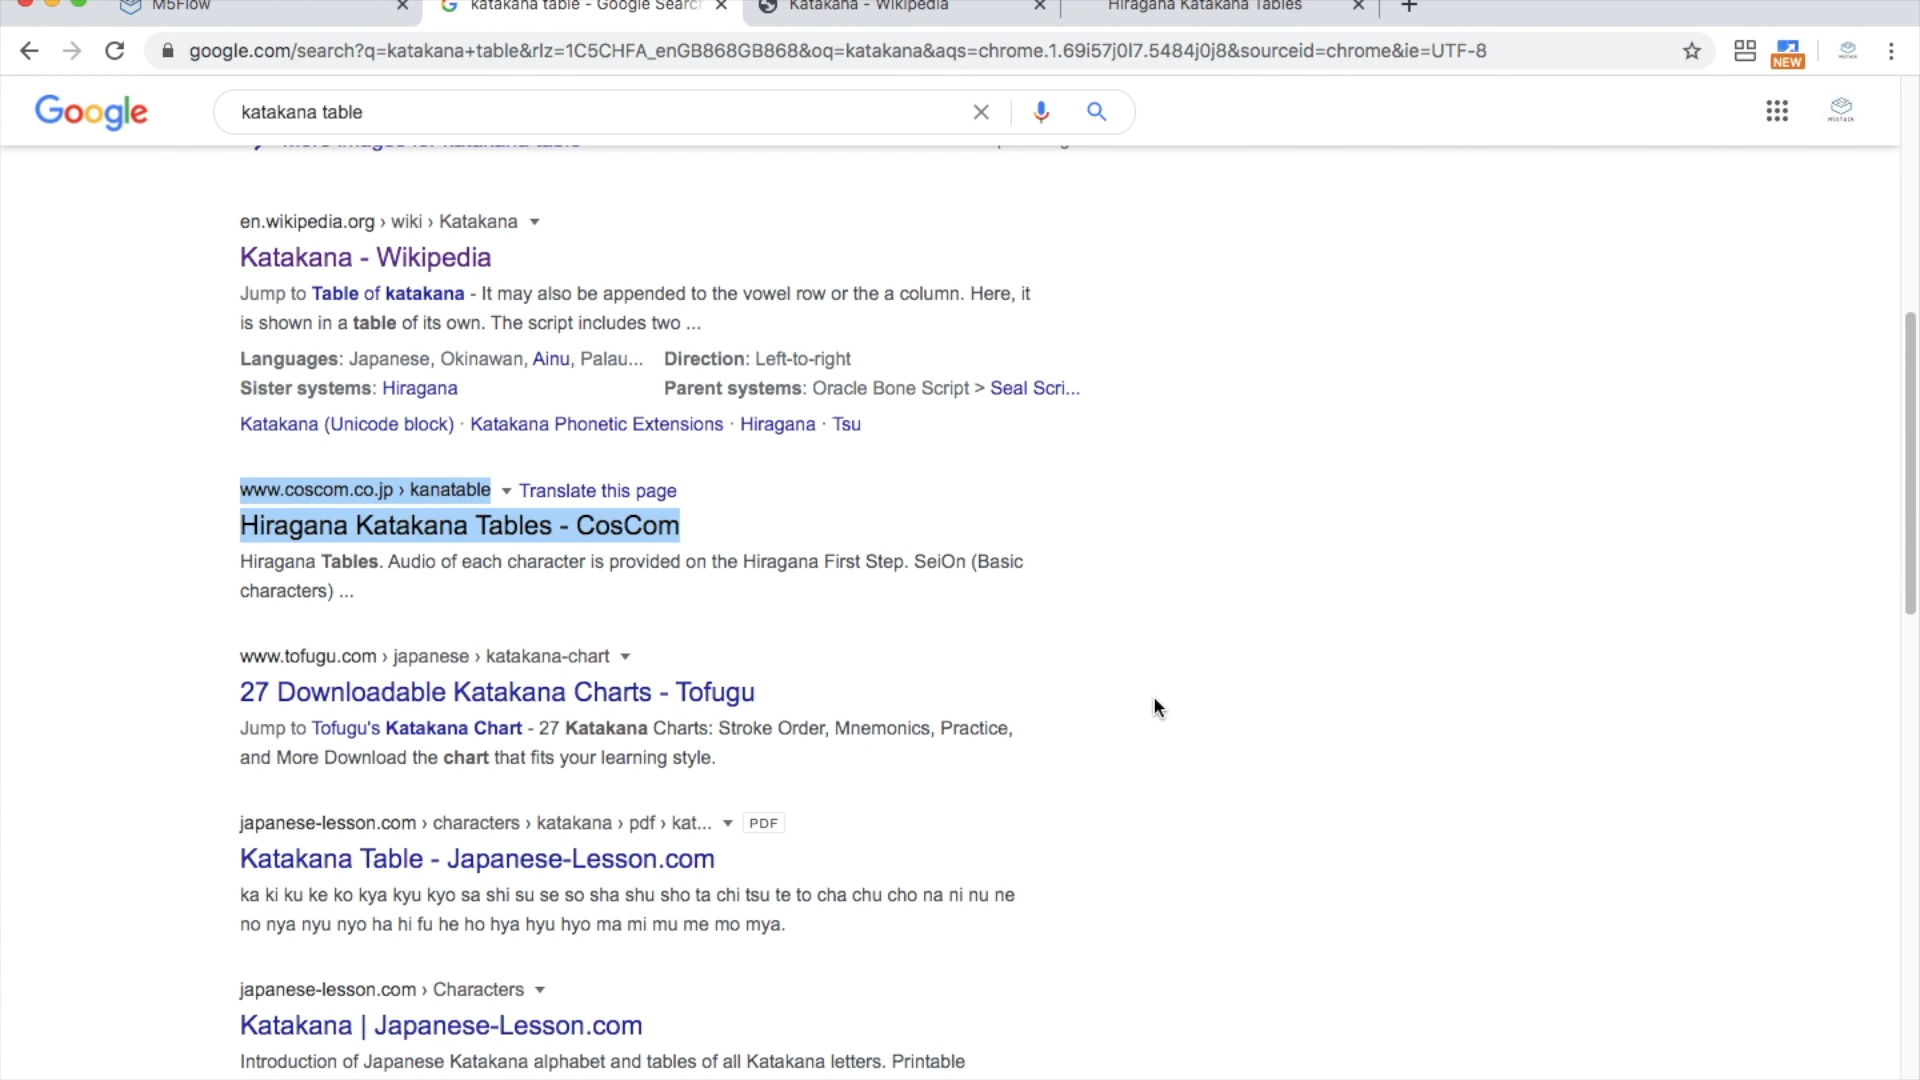 M5Flow
katakana table - Google Search
Katakana - Wikipedia
Hiragana Katakana Tables
google.com/search?q=katakana+table&rlz=1C5CHFA_enGB868GB868&oq=katakana&aqs=chrome.1.69i57j0l7.5484j0j8&sourceid=chrome&ie=UTF-8
NEW
Google
katakana table
M5STACK
More images for katakana table
en.wikipedia.org › wiki › Katakana
Katakana - Wikipedia
Jump to Table of katakana - It may also be appended to the vowel row or the a column. Here, it
is shown in a table of its own. The script includes two ...
Languages: Japanese, Okinawan, Ainu, Palau... Direction: Left-to-right
Sister systems: Hiragana Parent systems: Oracle Bone Script > Seal Scri...
Katakana (Unicode block) · Katakana Phonetic Extensions · Hiragana · Tsu
www.coscom.co.jp › kanatable Translate this page
Hiragana Katakana Tables - CosCom
Hiragana Tables. Audio of each character is provided on the Hiragana First Step. SeiOn (Basic
characters) ...
www.tofugu.com › japanese › katakana-chart
27 Downloadable Katakana Charts - Tofugu
Jump to Tofugu's Katakana Chart - 27 Katakana Charts: Stroke Order, Mnemonics, Practice,
and More Download the chart that fits your learning style.
japanese-lesson.com › characters › katakana › pdf › kat... PDF
Katakana Table - Japanese-Lesson.com
ka ki ku ke ko kya kyu kyo sa shi su se so sha shu sho ta chi tsu te to cha chu cho na ni nu ne
no nya nyu nyo ha hi fu he ho hya hyu hyo ma mi mu me mo mya.
japanese-lesson.com › Characters
Katakana | Japanese-Lesson.com
Introduction of Japanese Katakana alphabet and tables of all Katakana letters. Printable